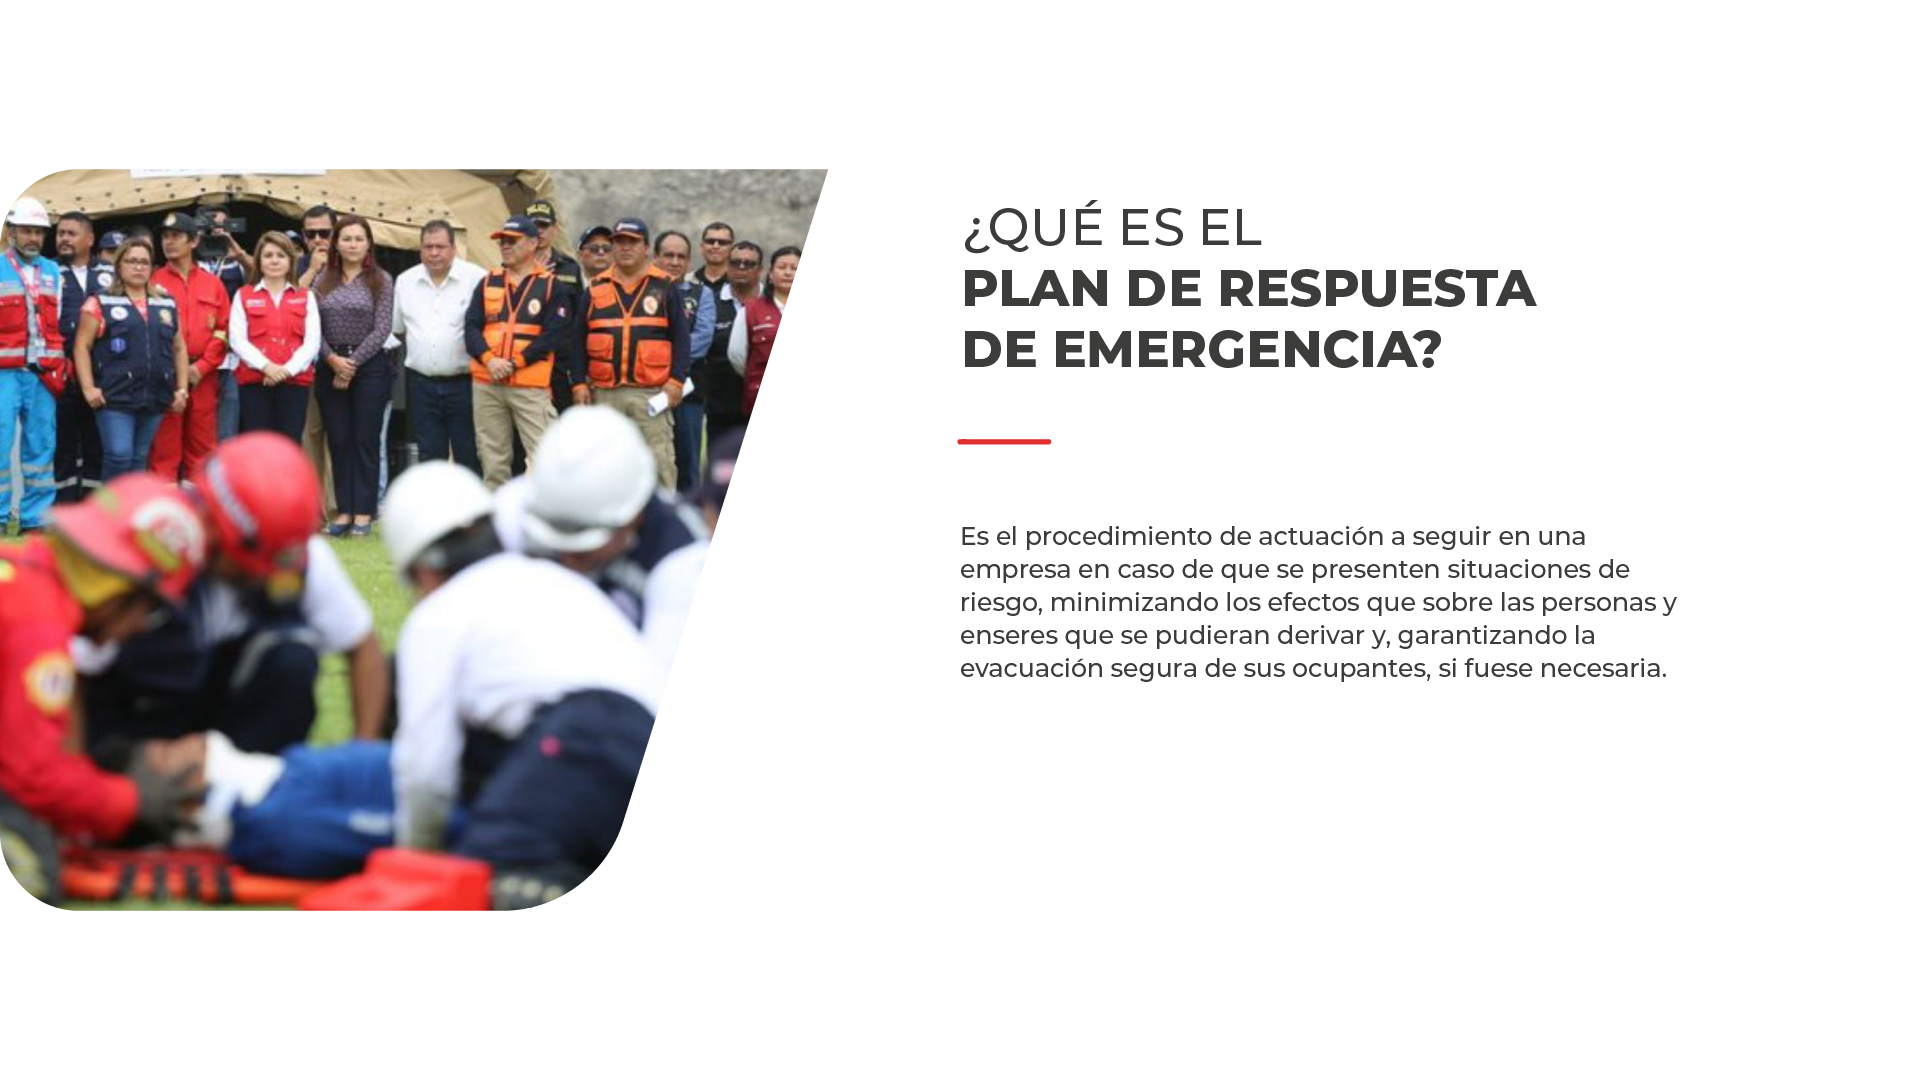 ¿QUÉ ES EL
PLAN DE RESPUESTA
DE EMERGENCIA?
Es el procedimiento de actuación a seguir en una
empresa en caso de que se presenten situaciones de
riesgo, minimizando los efectos que sobre las personas y
enseres que se pudieran derivar y, garantizando la
evacuación segura de sus ocupantes, si fuese necesaria.